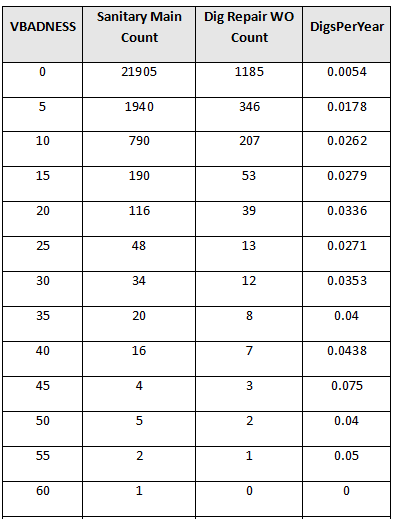 VBADNESS Sanitary Main Count Dig Repair WO Count DigsPerYear
0 21905 1185 0.0054
5 1940 346 0.0178
10 790 207 0.0262
15 190 53 0.0279
20 116 39 0.0336
25 48 13 0.0271
30 34 12 0.0353
35 20 8 0.04
40 16 7 0.0438
45 4 3 0.075
50 5 2 0.04
55 2 1 0.05
60 1 0 0